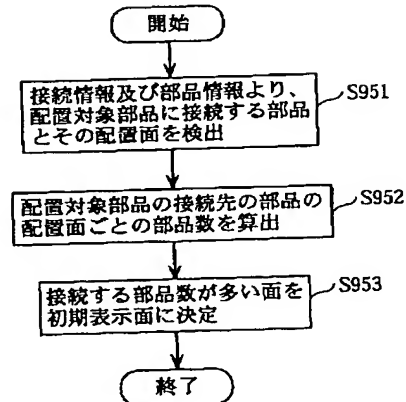 開始
接続情報及び部品情報より、
配置対象部品に接続する部品
とその配置面を検出
S951
配置対象部品の接続先の部品の
配置面ごとの部品数を算出
S952
接続する部品数が多い面を
初期表示面に決定
S953
終了